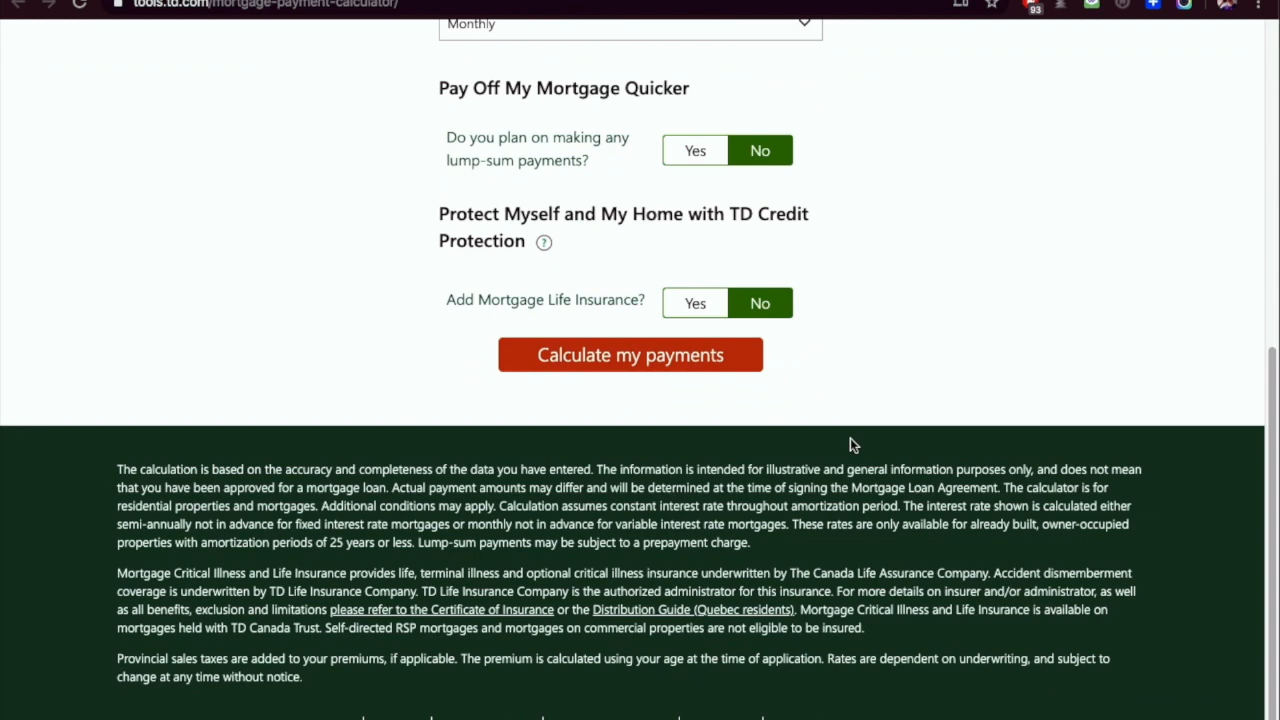 tools.td.com/mortgage-payment-calculator/
93
Monthly
Pay Off My Mortgage Quicker
Do you plan on making any
lump-sum payments?
Yes
No
Protect Myself and My Home with TD Credit
Protection ?
Add Mortgage Life Insurance?
Yes
No
Calculate my payments
The calculation is based on the accuracy and completeness of the data you have entered. The information is intended for illustrative and general information purposes only, and does not mean
that you have been approved for a mortgage loan. Actual payment amounts may differ and will be determined at the time of signing the Mortgage Loan Agreement. The calculator is for
residential properties and mortgages. Additional conditions may apply. Calculation assumes constant interest rate throughout amortization period. The interest rate shown is calculated either
semi-annually not in advance for fixed interest rate mortgages or monthly not in advance for variable interest rate mortgages. These rates are only available for already built, owner-occupied
properties with amortization periods of 25 years or less. Lump-sum payments may be subject to a prepayment charge.
Mortgage Critical Illness and Life Insurance provides life, terminal illness and optional critical illness insurance underwritten by The Canada Life Assurance Company. Accident dismemberment
coverage is underwritten by TD Life Insurance Company. TD Life Insurance Company is the authorized administrator for this insurance. For more details on insurer and/or administrator, as well
as all benefits, exclusion and limitations please refer to the Certificate of Insurance or the Distribution Guide (Quebec residents). Mortgage Critical Illness and Life Insurance is available on
mortgages held with TD Canada Trust. Self-directed RSP mortgages and mortgages on commercial properties are not eligible to be insured.
Provincial sales taxes are added to your premiums, if applicable. The premium is calculated using your age at the time of application. Rates are dependent on underwriting, and subject to
change at any time without notice.